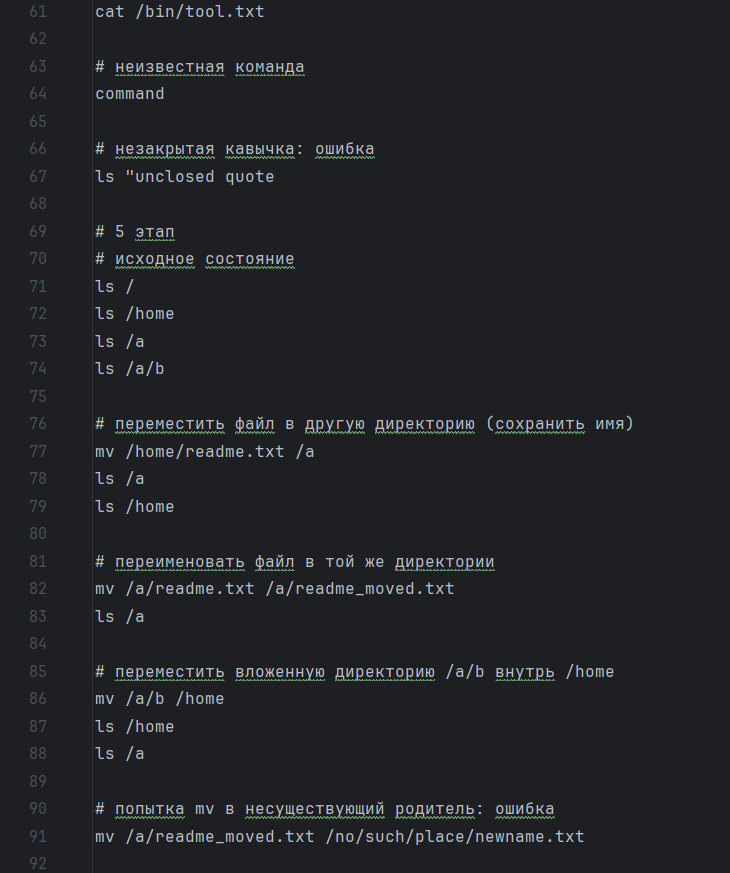 61 cat /bin/tool.txt
62
63 # неизвестная команда
64 command
65
66 # незакрытая кавычка: ошибка
67 ls "unclosed quote
68
69 # 5 этап
70 # исходное состояние
71 ls /
72 ls /home
73 ls /a
74 ls /a/b
75
76 # переместить файл в другую директорию (сохранить имя)
77 mv /home/readme.txt /a
78 ls /a
79 ls /home
80
81 # переименовать файл в той же директории
82 mv /a/readme.txt /a/readme_moved.txt
83 ls /a
84
85 # переместить вложенную директорию /a/b внутрь /home
86 mv /a/b /home
87 ls /home
88 ls /a
89
90 # попытка mv в несуществующий родитель: ошибка
91 mv /a/readme_moved.txt /no/such/place/newname.txt
92